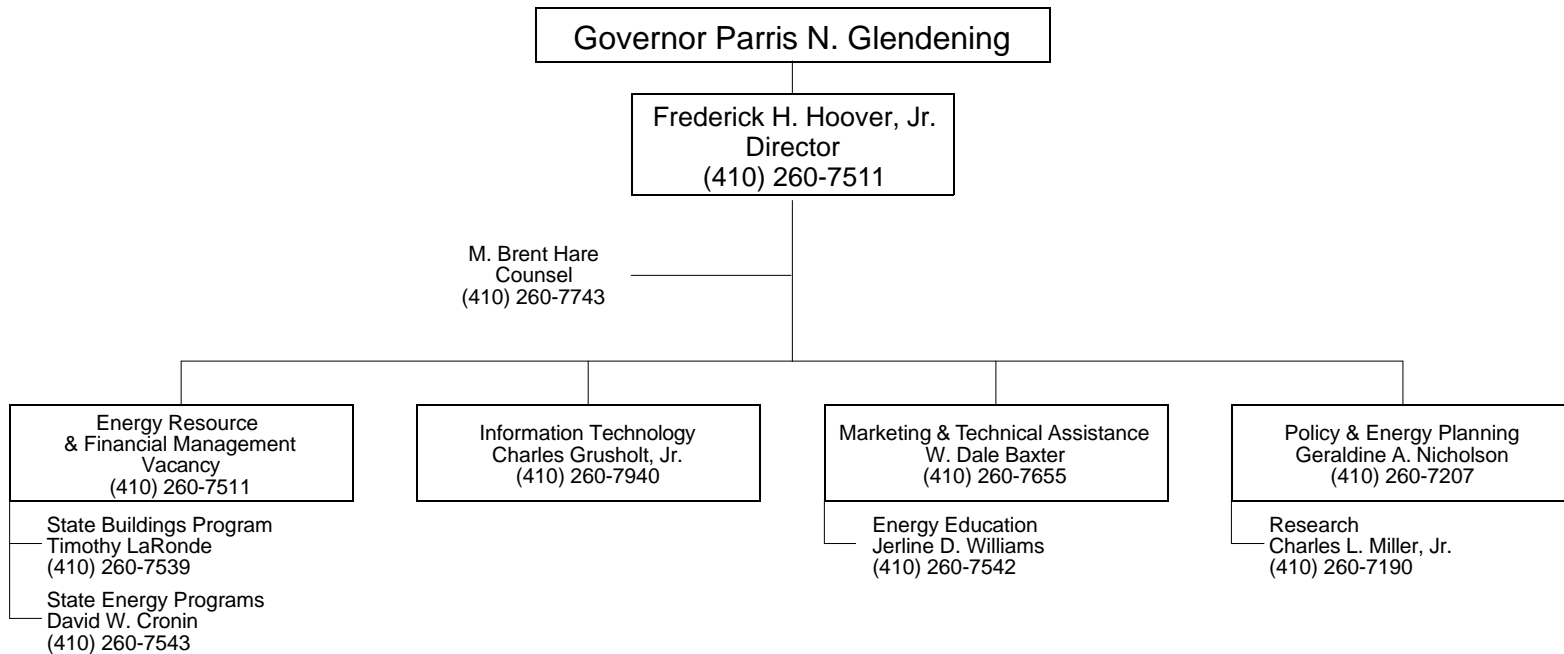 Governor Parris N. Glendening
Frederick H. Hoover, Jr.
Director
(410) 260-7511
M. Brent Hare
Counsel
(410) 260-7743
Energy Resource
& Financial Management
Vacancy
(410) 260-7511
State Buildings Program
Timothy LaRonde
(410) 260-7539
State Energy Programs
David W. Cronin
(410) 260-7543
Information Technology
Charles Grusholt, Jr.
(410) 260-7940
Marketing & Technical Assistance
W. Dale Baxter
(410) 260-7655
Energy Education
Jerline D. Williams
(410) 260-7542
Policy & Energy Planning
Geraldine A. Nicholson
(410) 260-7207
Research
Charles L. Miller, Jr.
(410) 260-7190